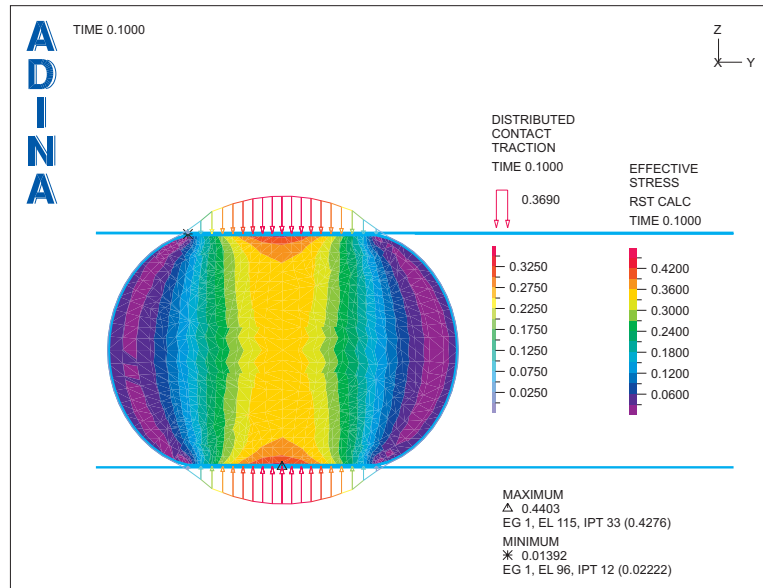 ADINA
TIME 0.1000
Z
X Y
DISTRIBUTED
CONTACT
TRACTION
TIME 0.1000
0.3690
0.3250
0.2750
0.2250
0.1750
0.1250
0.0750
0.0250
EFFECTIVE
STRESS
RST CALC
TIME 0.1000
0.4200
0.3600
0.3000
0.2400
0.1800
0.1200
0.0600
MAXIMUM
△ 0.4403
EG 1, EL 115, IPT 33 (0.4276)
MINIMUM
✳ 0.01392
EG 1, EL 96, IPT 12 (0.02222)